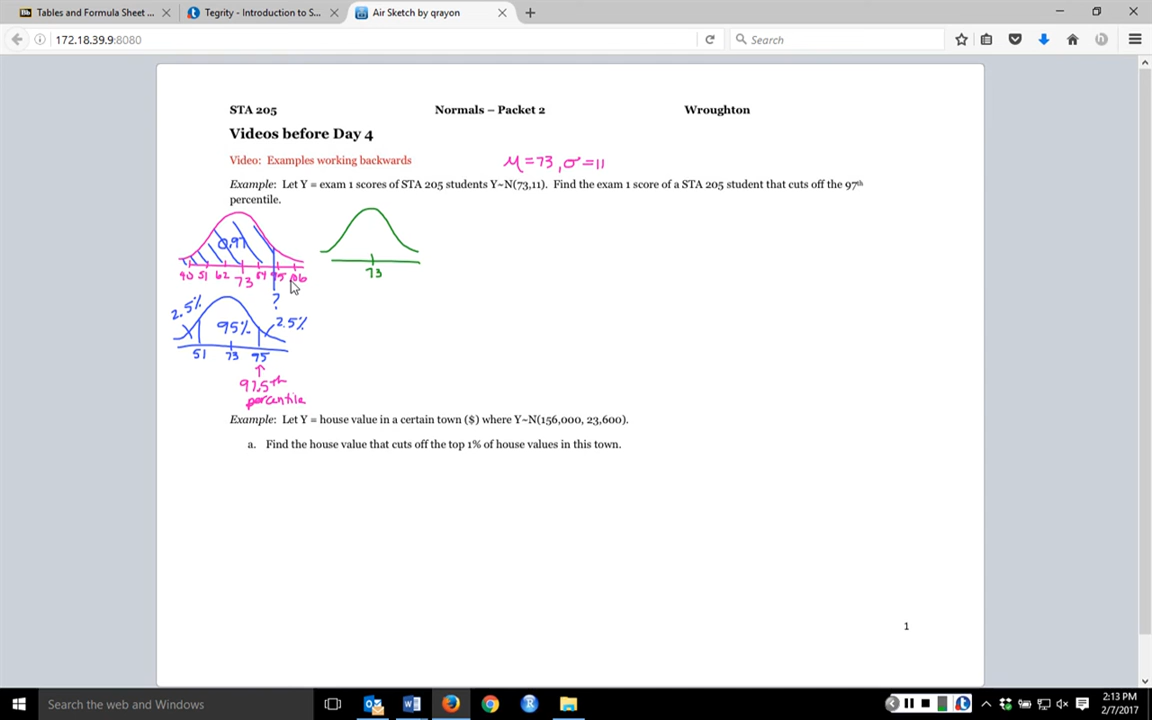 Tables and Formula Sheet ...
Tegrity - Introduction to S...
Air Sketch by qrayon
172.18.39.9:8080
Search
STA 205 Normals – Packet 2 Wroughton
Videos before Day 4
Video: Examples working backwards
μ=73, σ=11
Example: Let Y = exam 1 scores of STA 205 students Y~N(73,11). Find the exam 1 score of a STA 205 student that cuts off the 97th
percentile.
0.97
40 51 62 73 84 95 106
?
73
2.5% 95% 2.5%
51 73 95
↑
97.5th
percentile
Example: Let Y = house value in a certain town ($) where Y~N(156,000, 23,600).
a. Find the house value that cuts off the top 1% of house values in this town.
1
Search the web and Windows
2:13 PM
2/7/2017